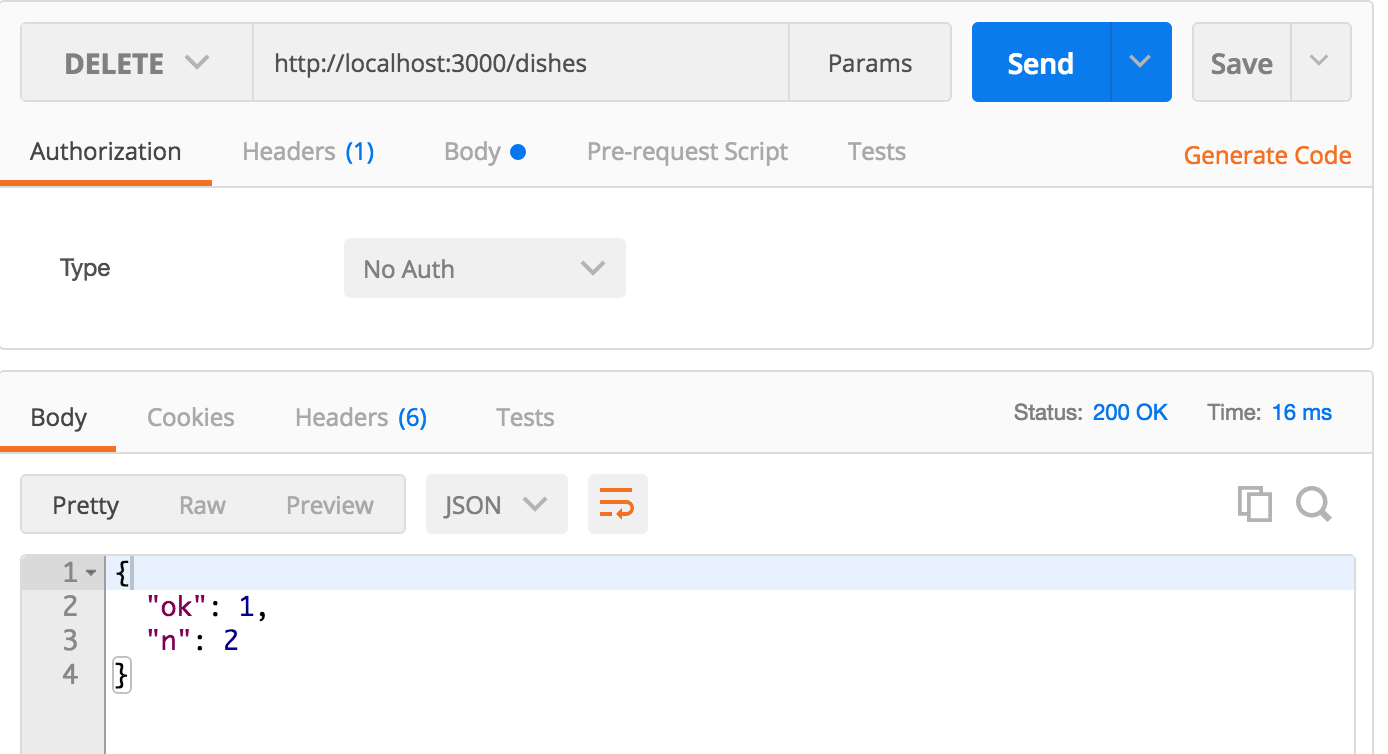 DELETE http://localhost:3000/dishes Params Send Save
Authorization Headers (1) Body Pre-request Script Tests Generate Code
Type No Auth
Body Cookies Headers (6) Tests Status: 200 OK Time: 16 ms
Pretty Raw Preview JSON
1 {
2 "ok": 1,
3 "n": 2
4 }